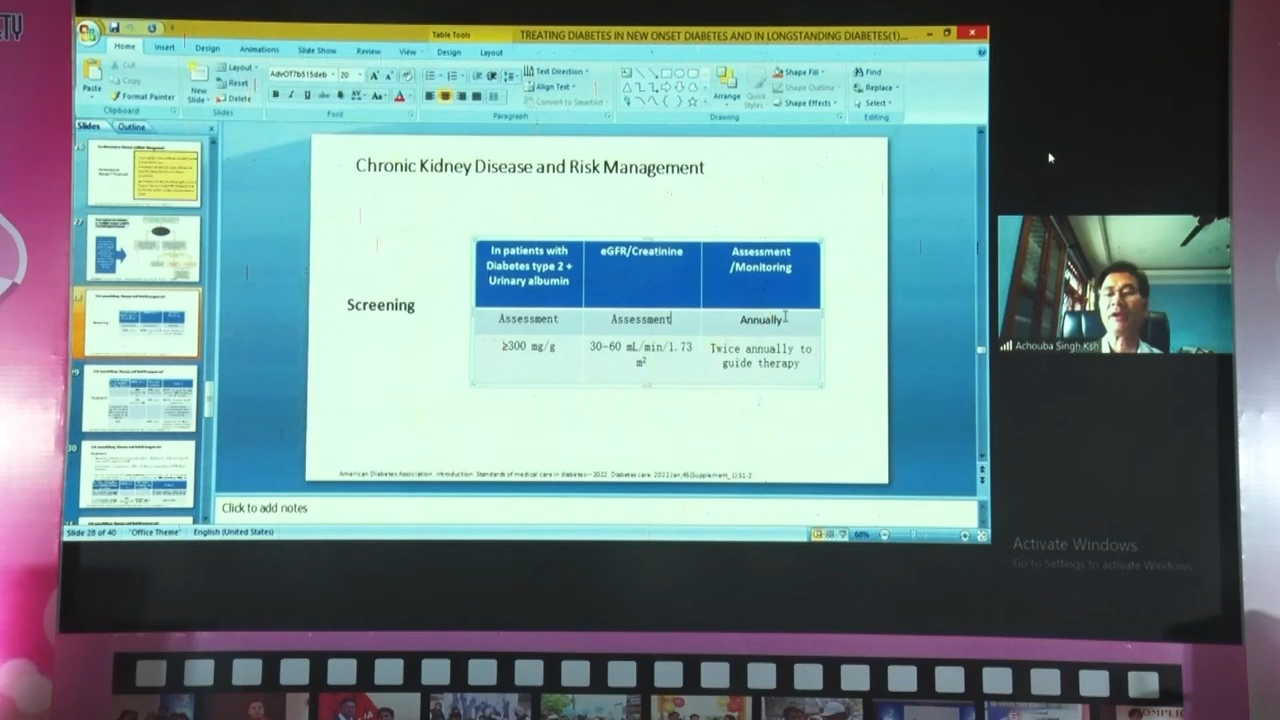 TREATING DIABETES IN NEW ONSET DIABETES AND IN LONGSTANDING DIABETES(1)...
Table Tools
Home Insert Design Animations Slide Show Review View Design Layout
Cut
Copy
Format Painter
Paste
Clipboard
New Slide
Layout
Reset
Delete
Slides
AdvOT7b515deb 20
Font
Text Direction
Align Text
Convert to SmartArt
Paragraph
Arrange
Quick Styles
Shape Fill
Shape Outline
Shape Effects
Drawing
Find
Replace
Select
Editing
Slides Outline
27
30
Chronic Kidney Disease and Risk Management
Screening
In patients with Diabetes type 2 + Urinary albumin
eGFR/Creatinine
Assessment /Monitoring
Assessment
Assessment
Annually
≥300 mg/g
30-60 mL/min/1.73 m²
Twice annually to guide therapy
American Diabetes Association. Introduction: Standards of medical care in diabetes—2022. Diabetes care. 2022 Jan;45(Supplement_1):S1-2.
Click to add notes
Slide 28 of 40 "Office Theme" English (United States)
68%
Achouba Singh Ksh
Activate Windows
Go to Settings to activate Windows.